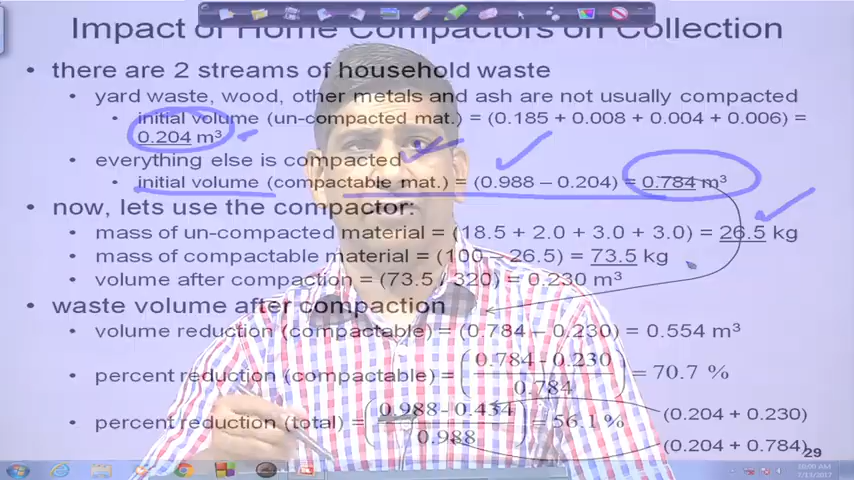 Impact of Home Compactors on Collection
• there are 2 streams of household waste
• yard waste, wood, other metals and ash are not usually compacted
• initial volume (un-compacted mat.) = (0.185 + 0.008 + 0.004 + 0.006) =
0.204 m³
• everything else is compacted
• initial volume (compactable mat.) = (0.988 – 0.204) = 0.784 m³
• now, lets use the compactor:
• mass of un-compacted material = (18.5 + 2.0 + 3.0 + 3.0) = 26.5 kg
• mass of compactable material = (100 – 26.5) = 73.5 kg
• volume after compaction = (73.5 / 320) = 0.230 m³
• waste volume after compaction
• volume reduction (compactable) = (0.784 – 0.230) = 0.554 m³
• percent reduction (compactable) = (0.784 - 0.230 / 0.784) = 70.7 %
• percent reduction (total) = (0.988 - 0.434 / 0.988) = 56.1 %
(0.204 + 0.230)
(0.204 + 0.784)
29
10:00 AM
7/13/2017